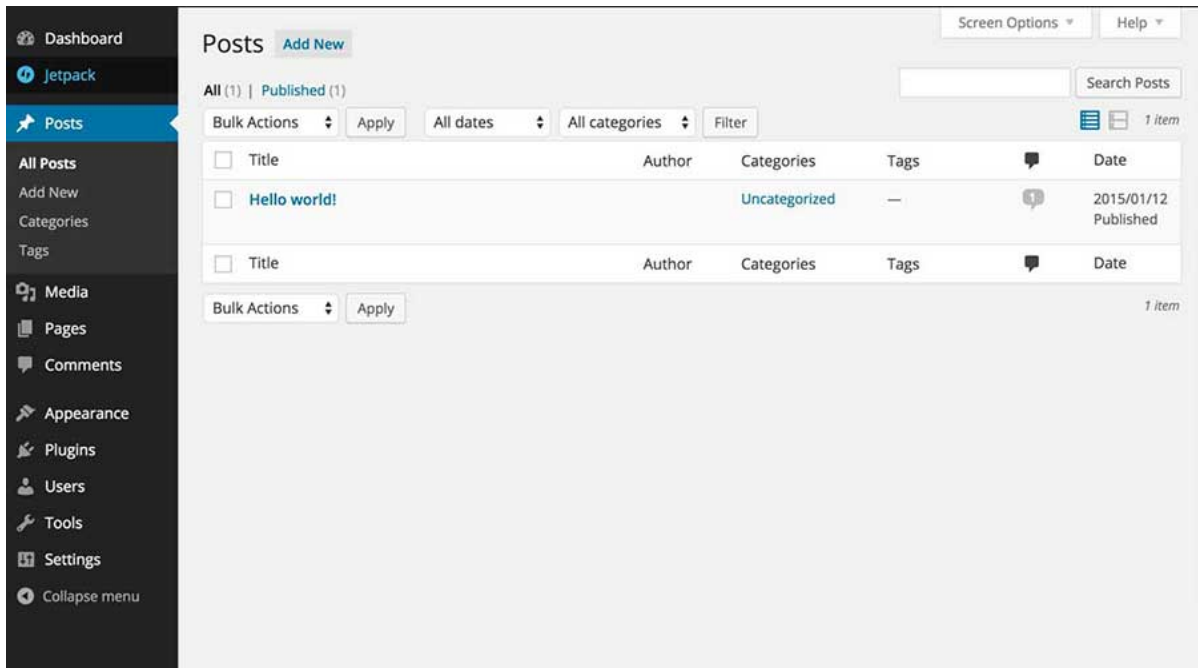 Dashboard
Jetpack
Posts
All Posts
Add New
Categories
Tags
Media
Pages
Comments
Appearance
Plugins
Users
Tools
Settings
Collapse menu
Screen Options Help
Posts Add New
All (1) | Published (1) Search Posts
Bulk Actions Apply All dates All categories Filter 1 item
Title Author Categories Tags Date
Hello world! Uncategorized — 1 2015/01/12
Published
Title Author Categories Tags Date
Bulk Actions Apply 1 item